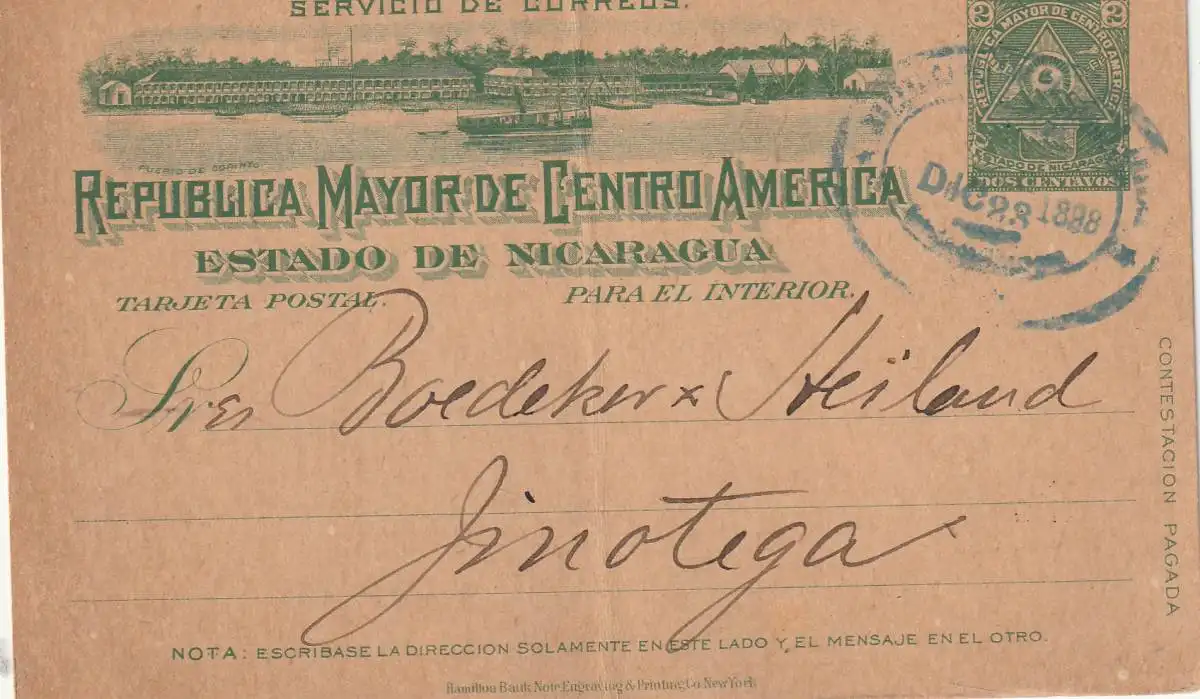 SERVICIO DE CORREOS.
2 2
REPUBLICA MAYOR DE CENTRO AMERICA
ESTADO DE NICARAGUA
DOS CENTAVOS
PUERTO DE CORINTO
REPUBLICA MAYOR DE CENTRO AMERICA
DIC 28 1898
ESTADO DE NICARAGUA
TARJETA POSTAL. PARA EL INTERIOR.
Sres Boedeker & Heiland
Jinotega
CONTESTACION PAGADA
NOTA: ESCRIBASE LA DIRECCION SOLAMENTE EN ESTE LADO Y EL MENSAJE EN EL OTRO.
Hamilton Bank Note Engraving & Printing Co. New York